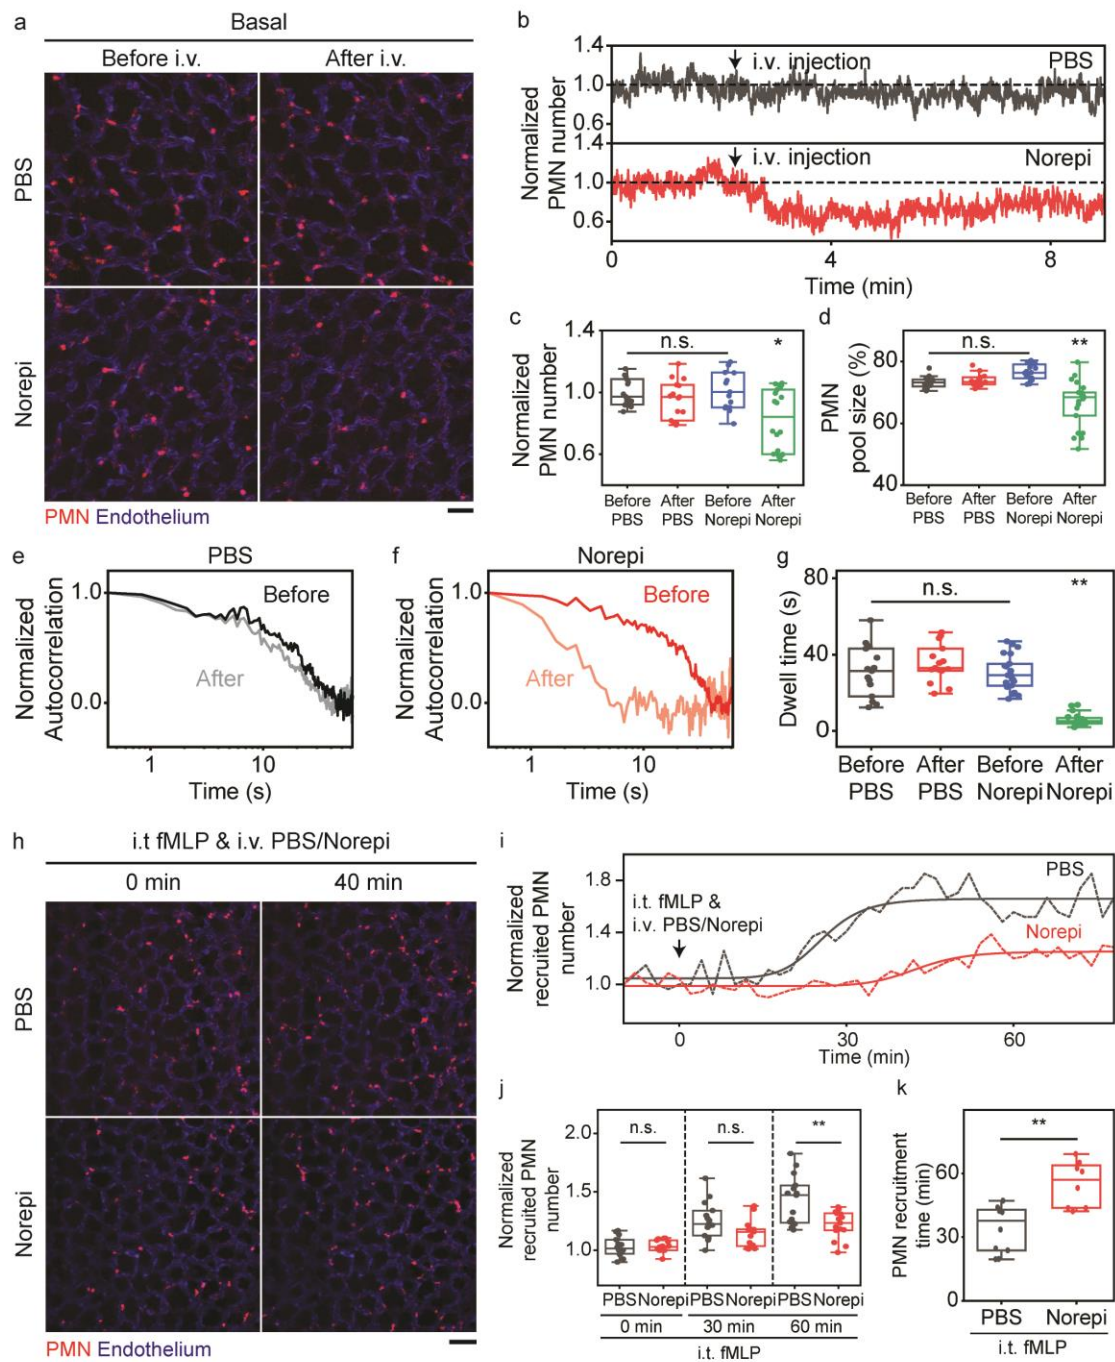 a
Basal
Before i.v.
After i.v.
PBS
Norepi
PMN Endothelium
b
Normalized
PMN number
1.4
1.0
0.6
1.4
1.0
0.6
i.v. injection
PBS
i.v. injection
Norepi
0
4
8
Time (min)
c
Normalized
PMN number
1.4
1.0
0.6
n.s.
*
Before
PBS
After
PBS
Before
Norepi
After
Norepi
d
PMN
pool size (%)
80
60
40
n.s.
**
Before
PBS
After
PBS
Before
Norepi
After
Norepi
e
PBS
Normalized
Autocorrelation
1.0
0.0
Before
After
1
10
Time (s)
f
Norepi
Normalized
Autocorrelation
1.0
0.0
Before
After
1
10
Time (s)
g
Dwell time (s)
80
40
0
n.s.
**
Before
PBS
After
PBS
Before
Norepi
After
Norepi
h
i.t fMLP & i.v. PBS/Norepi
0 min
40 min
PBS
Norepi
PMN Endothelium
i
Normalized
recruited PMN
number
1.8
1.4
1.0
i.t. fMLP &
i.v. PBS/Norepi
PBS
Norepi
0
30
60
Time (min)
j
Normalized
recruited PMN
number
2.0
1.5
1.0
n.s.
n.s.
**
PBS Norepi PBS Norepi PBS Norepi
0 min
30 min
60 min
i.t. fMLP
k
PMN recruitment
time (min)
60
30
0
**
PBS
Norepi
i.t. fMLP